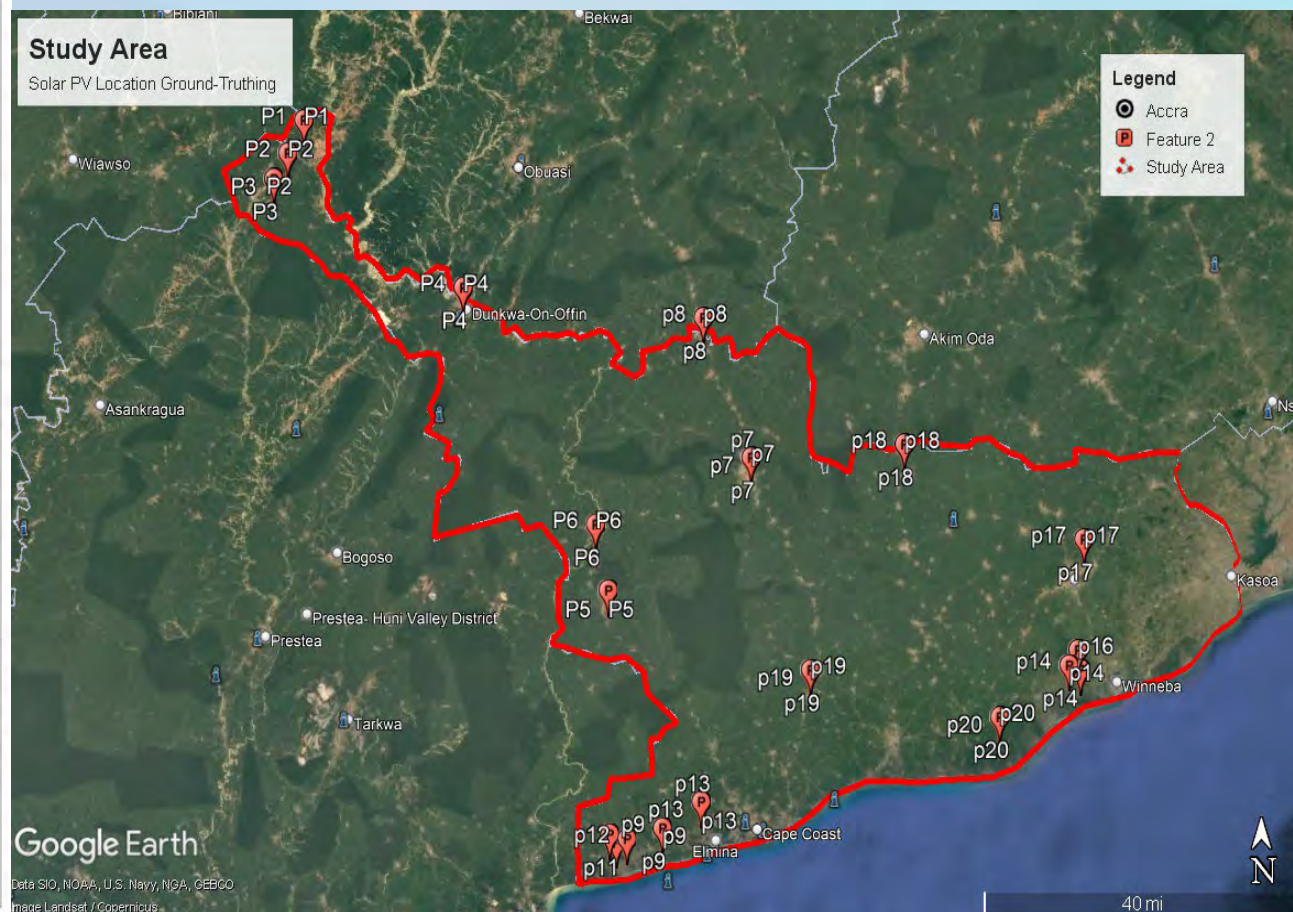 Bibiani
Bekwai
Study Area
Solar PV Location Ground-Truthing
Legend
Accra
Feature 2
Study Area
P1 P1
P2 P2
Wiawso
Obuasi
P3 P2
P3
P4 P4
P4 Dunkwa-On-Offin
p8 p8
p8
Akim Oda
Asankragua
Ns
p7
p7 p7
p7
p18 p18
p18
P6 P6
P6
p17 p17
p17
Bogoso
Kasoa
P5 P5
Prestea- Huni Valley District
Prestea
p16
p14
p14
p14
p19 p19
p19
Winneba
Tarkwa
p20 p20
p20
p13
p13
p13
p12 p9
p9
p11 p9
Elmina
Cape Coast
Google Earth
N
Data SIO, NOAA, U.S. Navy, NGA, GEBCO
Image Landsat / Copernicus
40 mi